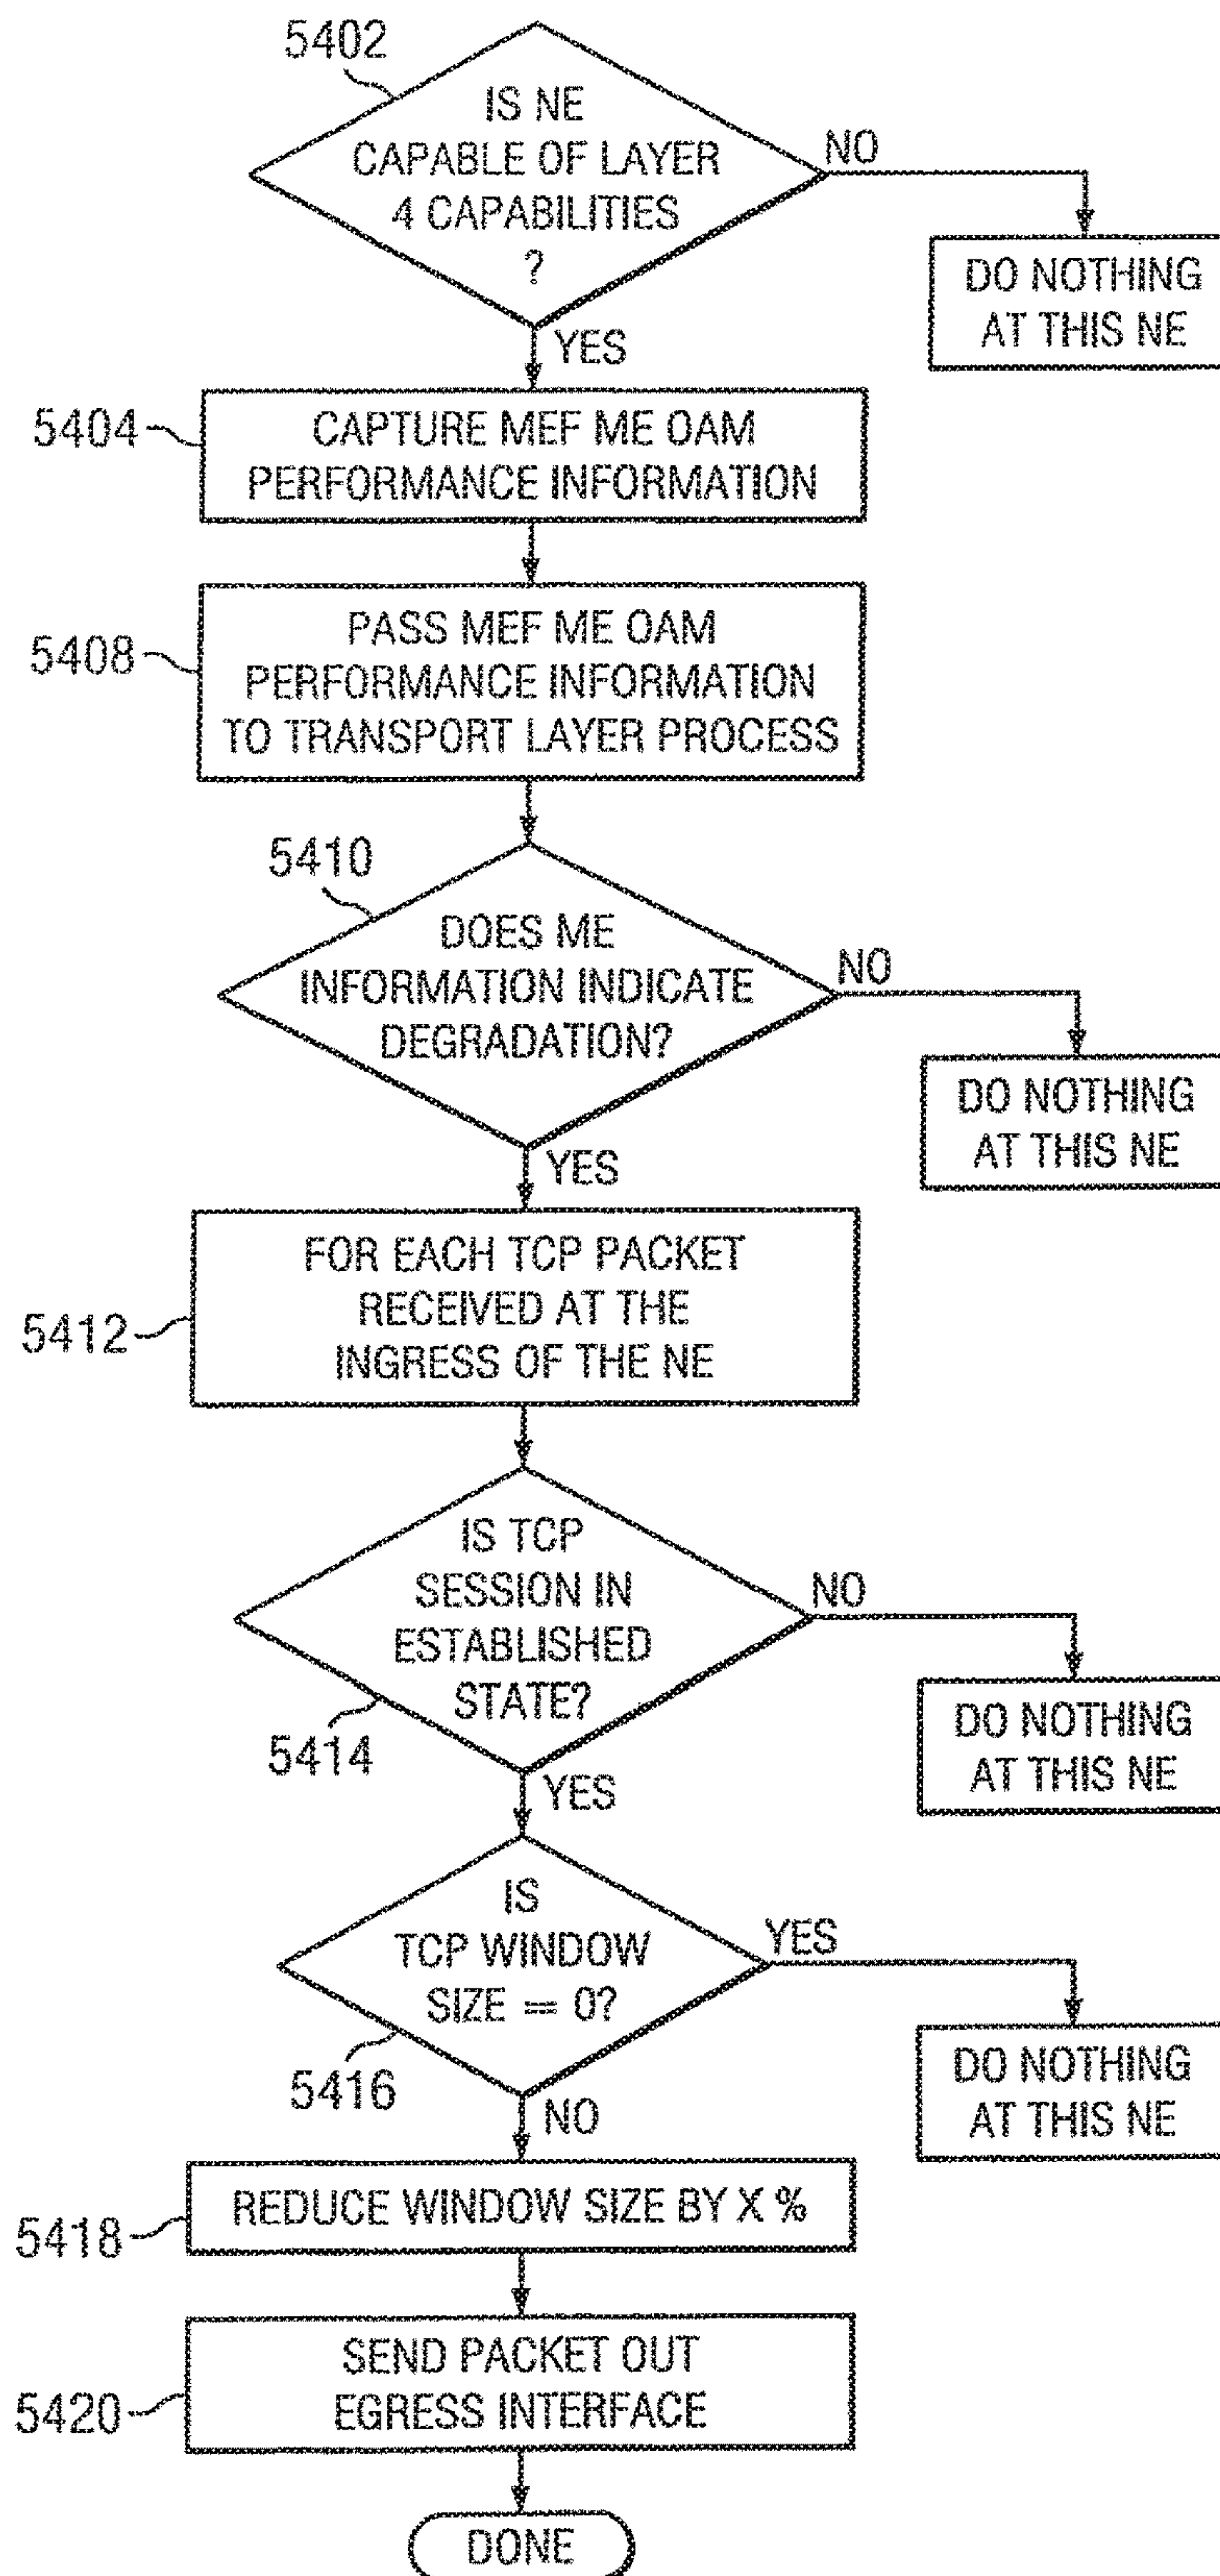 5402
IS NE
CAPABLE OF LAYER
4 CAPABILITIES
?
NO
DO NOTHING
AT THIS NE
YES
5404
CAPTURE MEF ME OAM
PERFORMANCE INFORMATION
5408
PASS MEF ME OAM
PERFORMANCE INFORMATION
TO TRANSPORT LAYER PROCESS
5410
DOES ME
INFORMATION INDICATE
DEGRADATION?
NO
DO NOTHING
AT THIS NE
YES
5412
FOR EACH TCP PACKET
RECEIVED AT THE
INGRESS OF THE NE
IS TCP
SESSION IN
ESTABLISHED
STATE?
5414
NO
DO NOTHING
AT THIS NE
YES
IS
TCP WINDOW
SIZE == 0?
5416
YES
DO NOTHING
AT THIS NE
NO
5418
REDUCE WINDOW SIZE BY X %
5420
SEND PACKET OUT
EGRESS INTERFACE
DONE